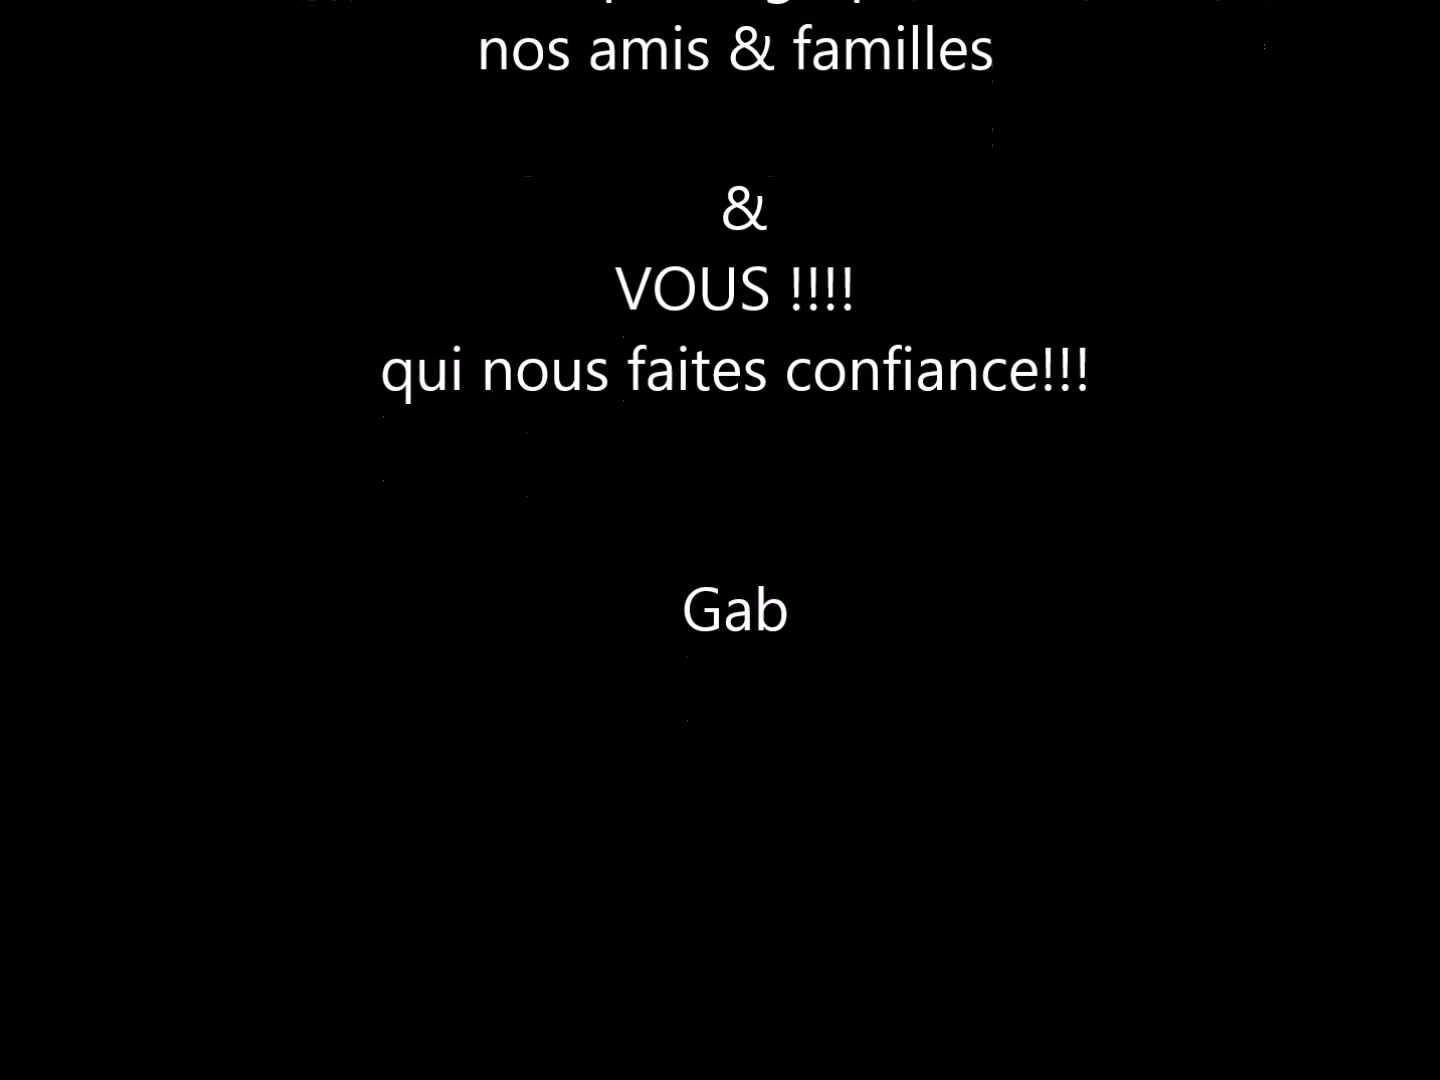 nos amis & familles
&
VOUS !!!!
qui nous faites confiance!!!
Gab